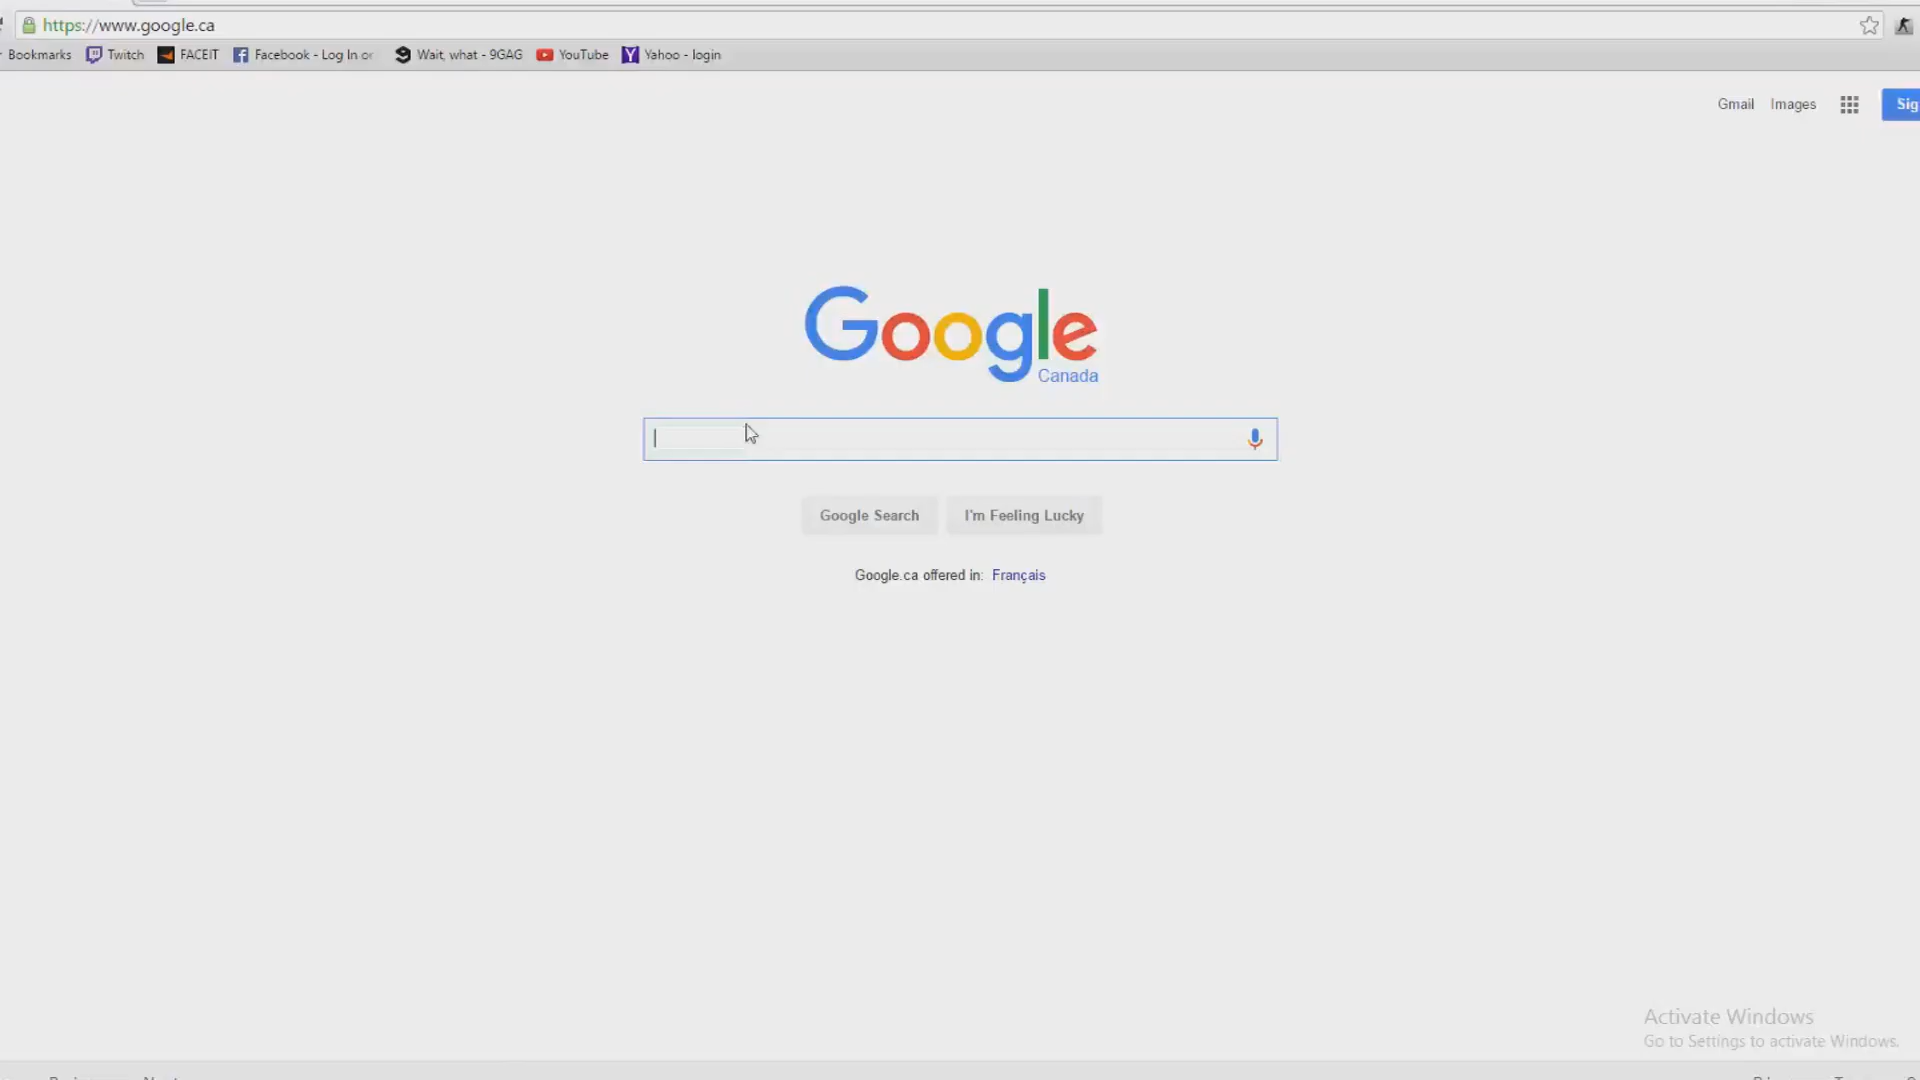 https://www.google.ca
Bookmarks Twitch FACEIT Facebook - Log In or Wait, what - 9GAG YouTube Yahoo - login
Gmail Images Sig
Google
Canada
Google Search I'm Feeling Lucky
Google.ca offered in: Français
Activate Windows
Go to Settings to activate Windows.